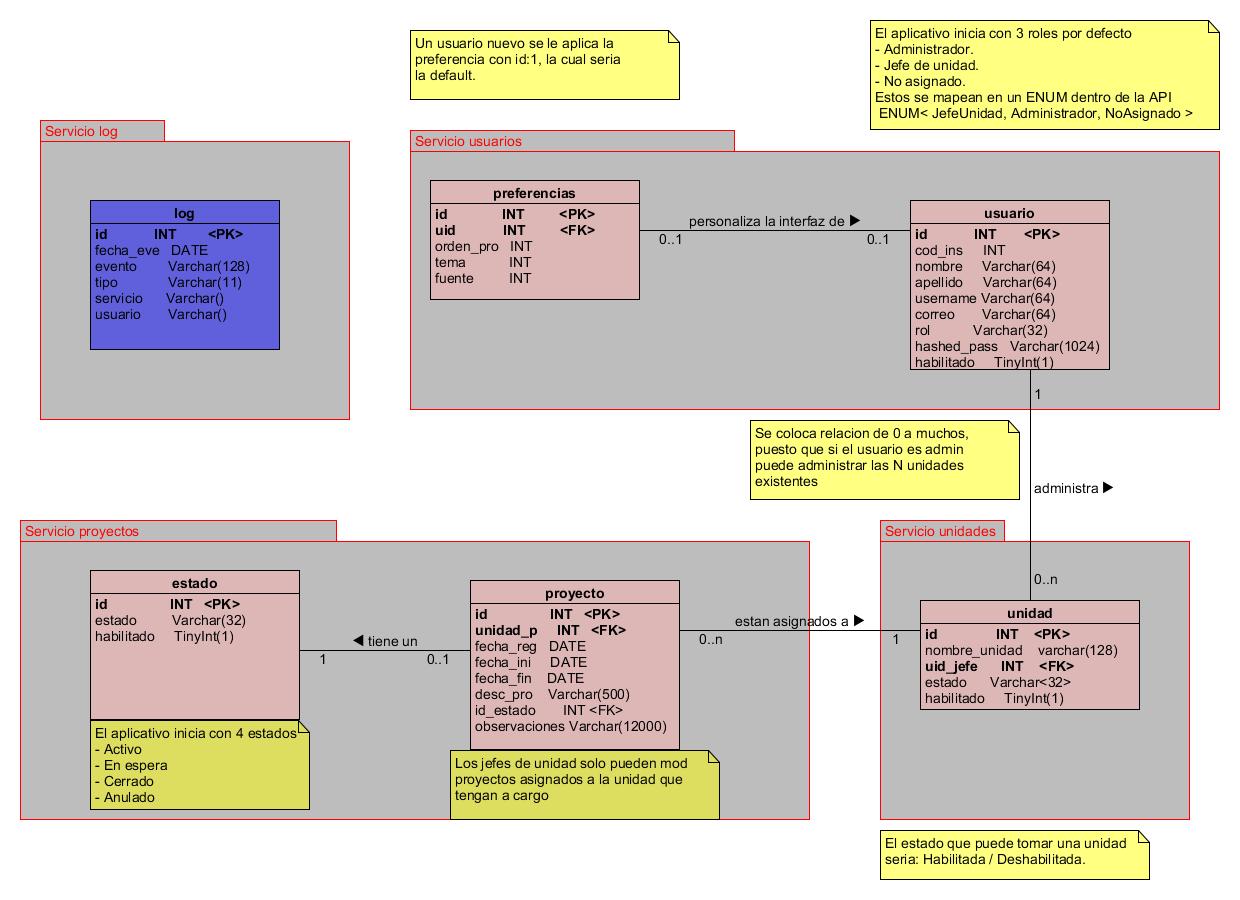 Un usuario nuevo se le aplica la
preferencia con id:1, la cual seria
la default.
El aplicativo inicia con 3 roles por defecto
- Administrador.
- Jefe de unidad.
- No asignado.
Estos se mapean en un ENUM dentro de la API
ENUM< JefeUnidad, Administrador, NoAsignado >
Servicio log
log
id INT <PK>
fecha_eve DATE
evento Varchar(128)
tipo Varchar(11)
servicio Varchar()
usuario Varchar()
Servicio usuarios
preferencias
id INT <PK>
uid INT <FK>
orden_pro INT
tema INT
fuente INT
personaliza la interfaz de ▶
0..1 0..1
usuario
id INT <PK>
cod_ins INT
nombre Varchar(64)
apellido Varchar(64)
username Varchar(64)
correo Varchar(64)
rol Varchar(32)
hashed_pass Varchar(1024)
habilitado TinyInt(1)
1
Se coloca relacion de 0 a muchos,
puesto que si el usuario es admin
puede administrar las N unidades
existentes
administra ▶
0..n
Servicio proyectos
estado
id INT <PK>
estado Varchar(32)
habilitado TinyInt(1)
El aplicativo inicia con 4 estados
- Activo
- En espera
- Cerrado
- Anulado
◀ tiene un
1 0..1
proyecto
id INT <PK>
unidad_p INT <FK>
fecha_reg DATE
fecha_ini DATE
fecha_fin DATE
desc_pro Varchar(500)
id_estado INT <FK>
observaciones Varchar(12000)
Los jefes de unidad solo pueden mod
proyectos asignados a la unidad que
tengan a cargo
estan asignados a ▶
0..n 1
Servicio unidades
unidad
id INT <PK>
nombre_unidad varchar(128)
uid_jefe INT <FK>
estado Varchar<32>
habilitado TinyInt(1)
El estado que puede tomar una unidad
seria: Habilitada / Deshabilitada.